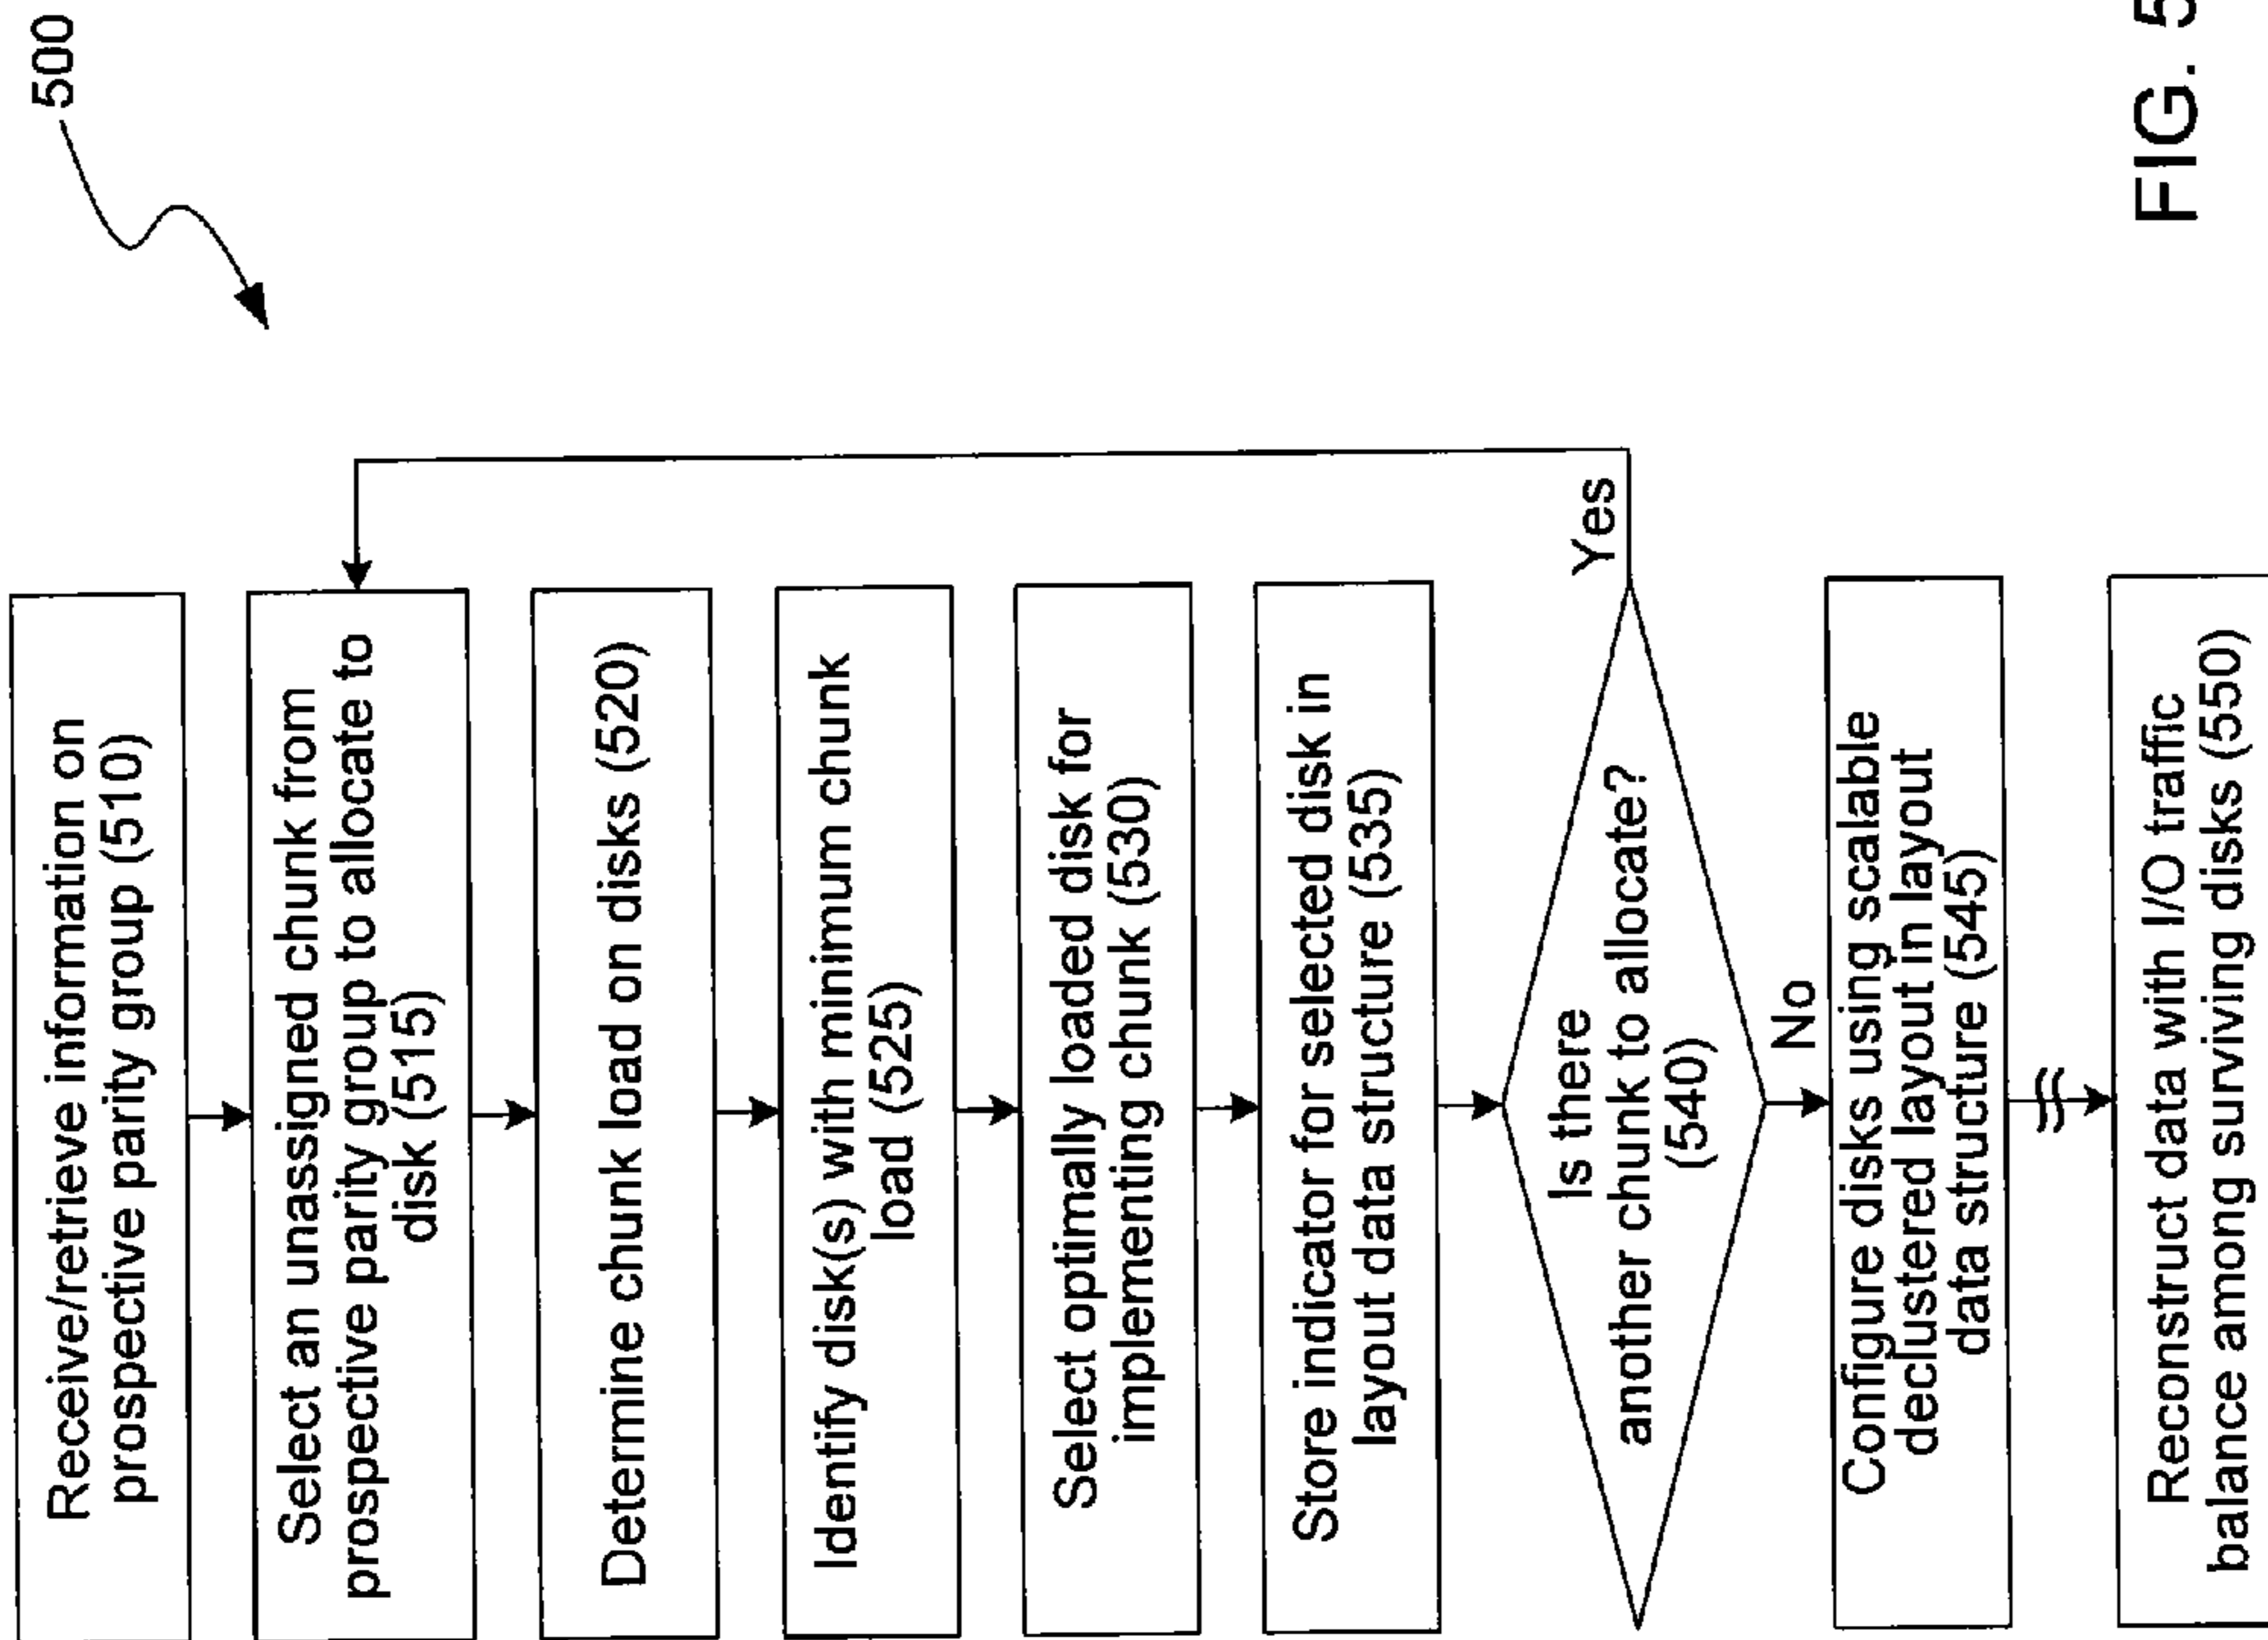 500
Receive/retrieve information on
prospective parity group (510)
Select an unassigned chunk from
prospective parity group to allocate to
disk (515)
Determine chunk load on disks (520)
Identify disk(s) with minimum chunk
load (525)
Select optimally loaded disk for
implementing chunk (530)
Store indicator for selected disk in
layout data structure (535)
Is there
another chunk to allocate?
(540)
Yes
No
Configure disks using scalable
declustered layout in layout
data structure (545)
Reconstruct data with I/O traffic
balance among surviving disks (550)
FIG. 5